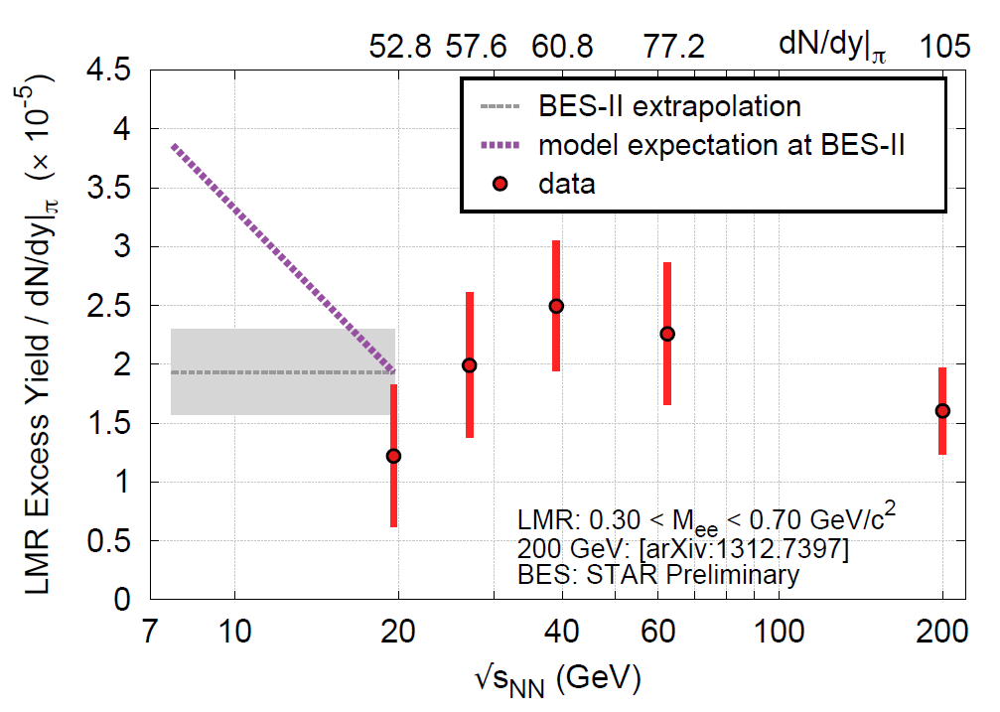 52.8 57.6 60.8 77.2 dN/dy|π 105
LMR Excess Yield / dN/dy|π (× 10-5)
4.5
4
3.5
3
2.5
2
1.5
1
0.5
0
BES-II extrapolation
model expectation at BES-II
data
LMR: 0.30 < Mee < 0.70 GeV/c2
200 GeV: [arXiv:1312.7397]
BES: STAR Preliminary
7 10 20 40 60 100 200
√sNN (GeV)